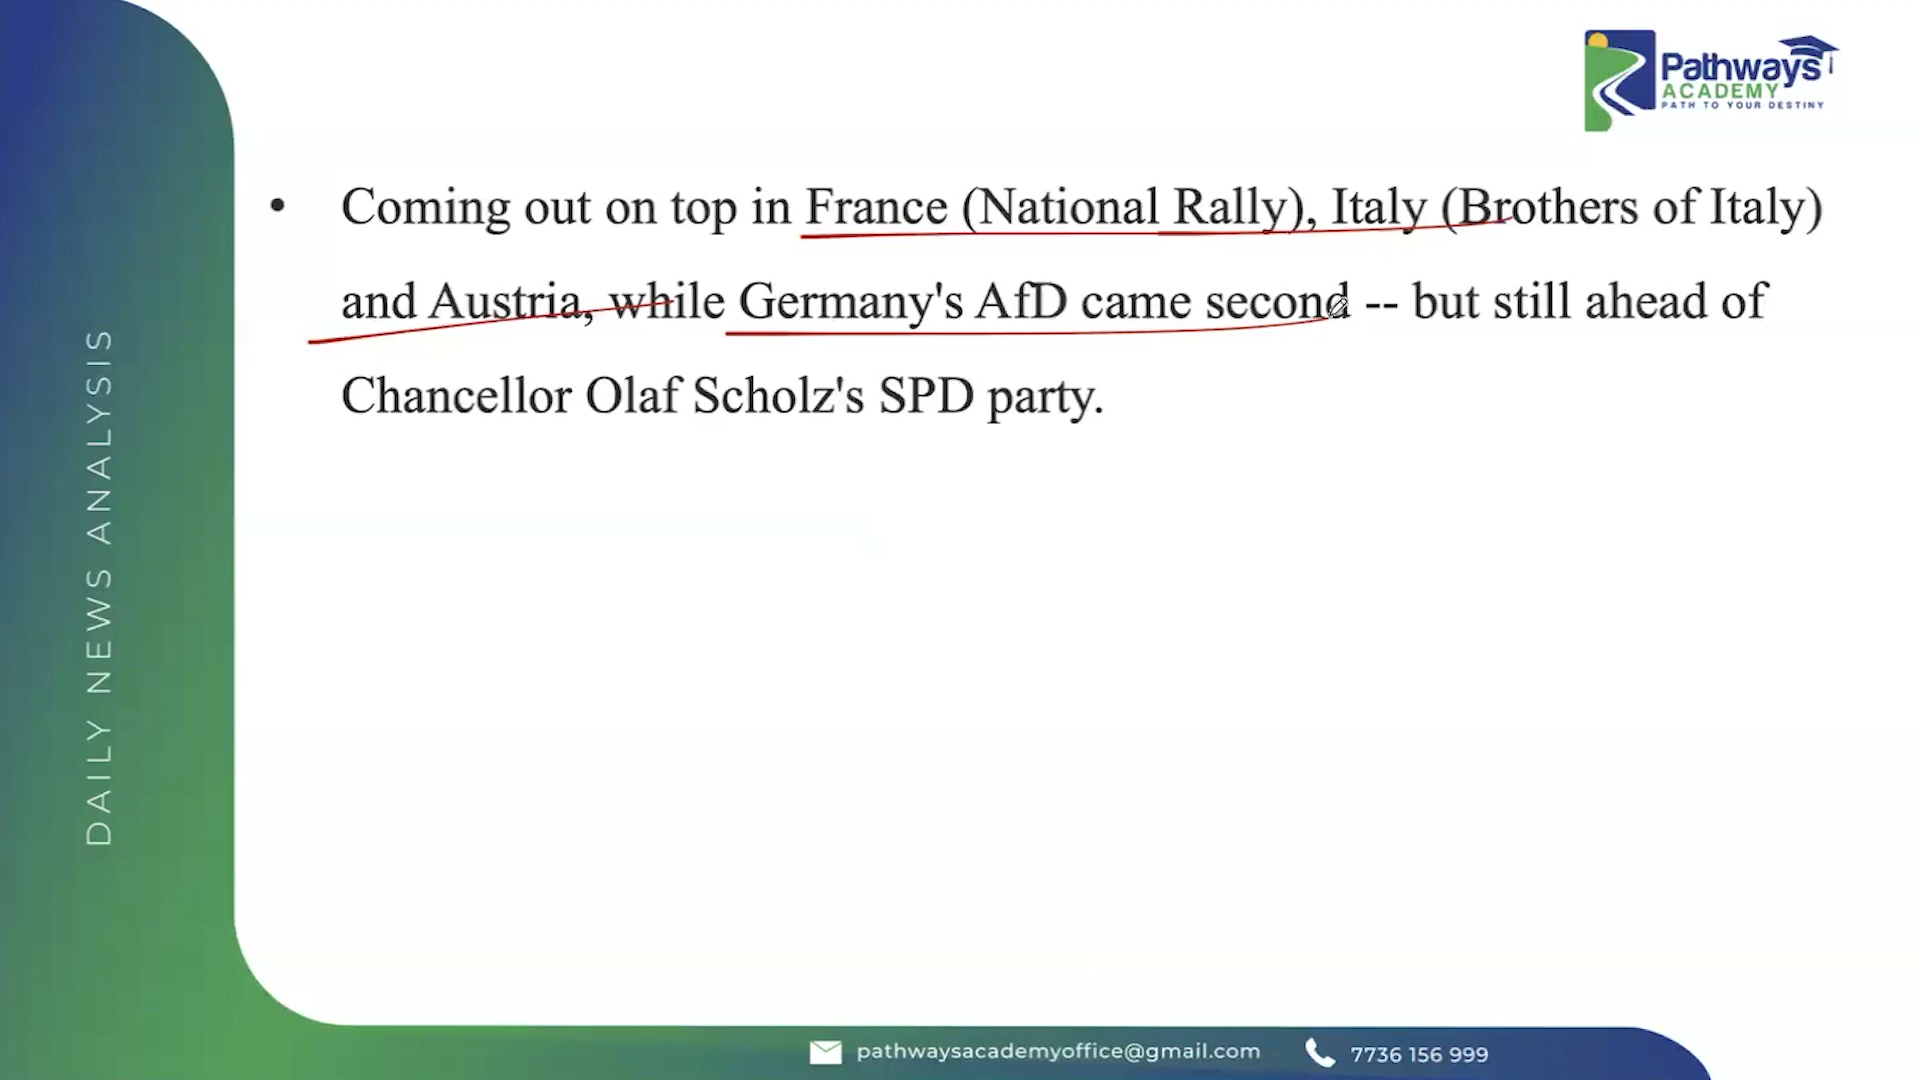 Pathways
ACADEMY
PATH TO YOUR DESTINY
• Coming out on top in France (National Rally), Italy (Brothers of Italy)
and Austria, while Germany's AfD came second -- but still ahead of
Chancellor Olaf Scholz's SPD party.
DAILY NEWS ANALYSIS
pathwaysacademyoffice@gmail.com
7736 156 999